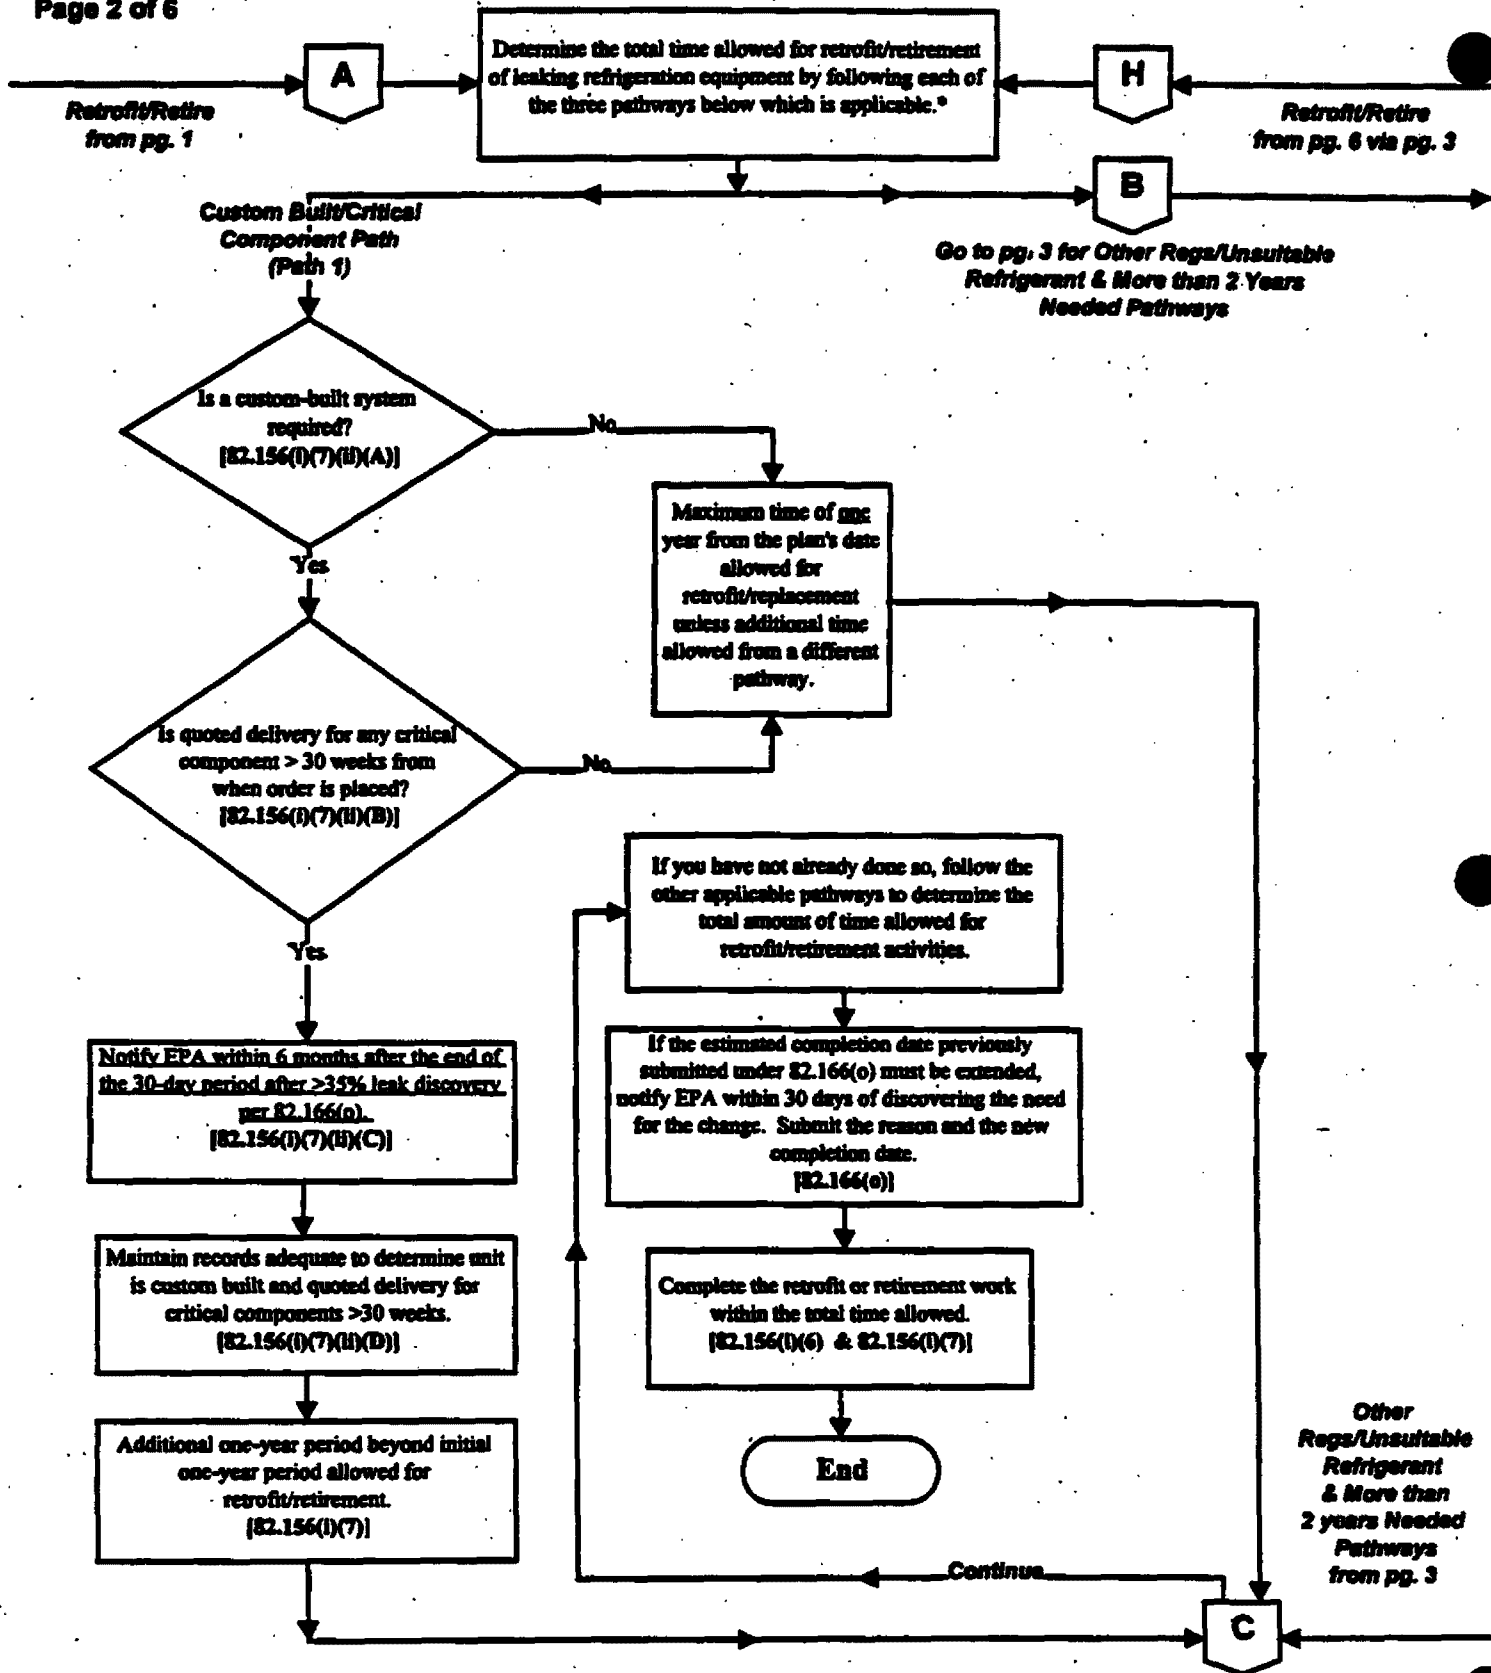 Page 2 of 6
A
Retrofit/Retire
from pg. 1
Determine the total time allowed for retrofit/retirement
of leaking refrigeration equipment by following each of
the three pathways below which is applicable.*
H
Retrofit/Retire
from pg. 6 via pg. 3
B
Go to pg. 3 for Other Regs/Unsuitable
Refrigerant & More than 2 Years
Needed Pathways
Custom Built/Critical
Component Path
(Path 1)
Is a custom-built system
required?
[82.156(i)(7)(ii)(A)]
No
Yes
Maximum time of one
year from the plan's date
allowed for
retrofit/replacement
unless additional time
allowed from a different
pathway.
Is quoted delivery for any critical
component > 30 weeks from
when order is placed?
[82.156(i)(7)(ii)(B)]
No
Yes
Notify EPA within 6 months after the end of
the 30-day period after >35% leak discovery
per 82.166(o).
[82.156(i)(7)(ii)(C)]
Maintain records adequate to determine unit
is custom built and quoted delivery for
critical components >30 weeks.
[82.156(i)(7)(ii)(D)]
Additional one-year period beyond initial
one-year period allowed for
retrofit/retirement.
[82.156(i)(7)]
If you have not already done so, follow the
other applicable pathways to determine the
total amount of time allowed for
retrofit/retirement activities.
If the estimated completion date previously
submitted under 82.166(o) must be extended,
notify EPA within 30 days of discovering the need
for the change. Submit the reason and the new
completion date.
[82.166(o)]
Complete the retrofit or retirement work
within the total time allowed.
[82.156(i)(6) & 82.156(i)(7)]
End
Continue
Other
Regs/Unsuitable
Refrigerant
& More than
2 years Needed
Pathways
from pg. 3
C